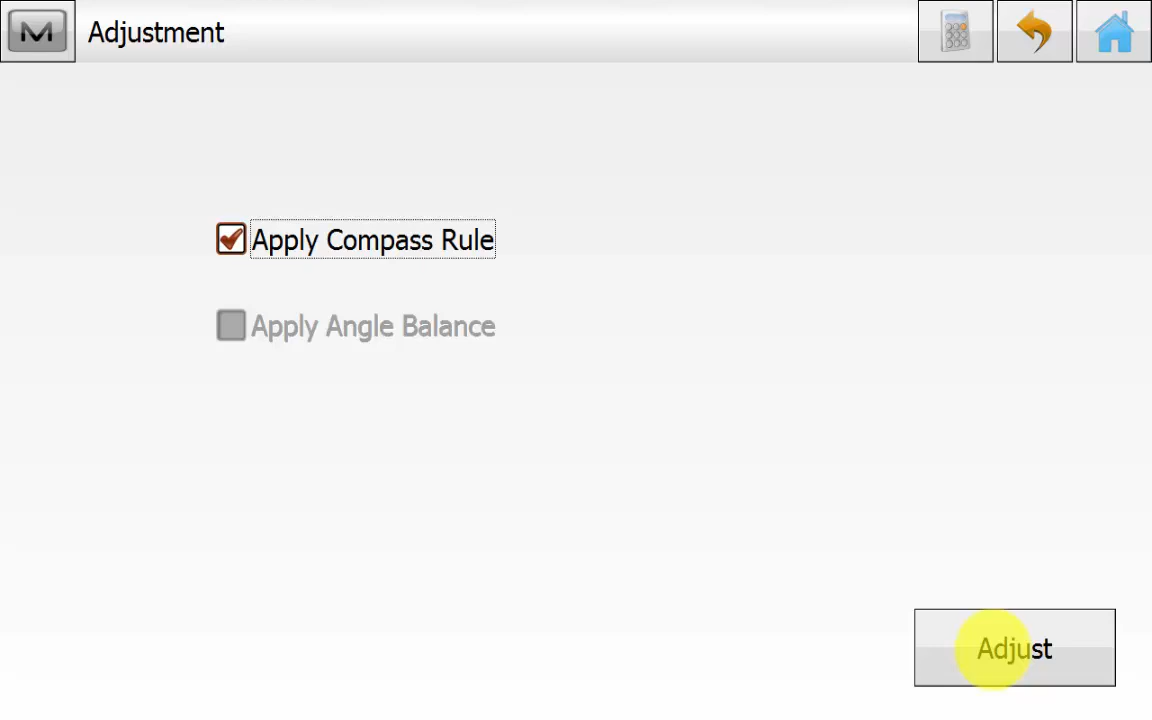 M
Adjustment
Apply Compass Rule
Apply Angle Balance
Adjust